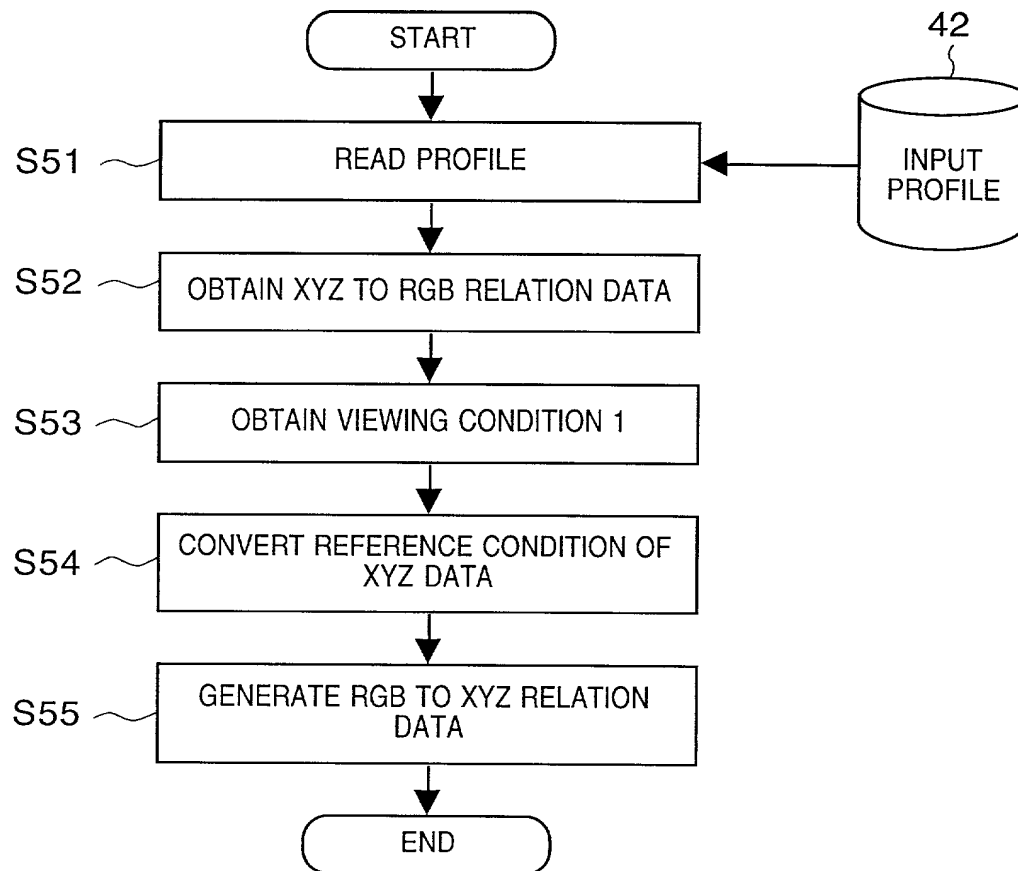 START
42
S51
READ PROFILE
INPUT
PROFILE
S52
OBTAIN XYZ TO RGB RELATION DATA
S53
OBTAIN VIEWING CONDITION 1
S54
CONVERT REFERENCE CONDITION OF
XYZ DATA
S55
GENERATE RGB TO XYZ RELATION
DATA
END